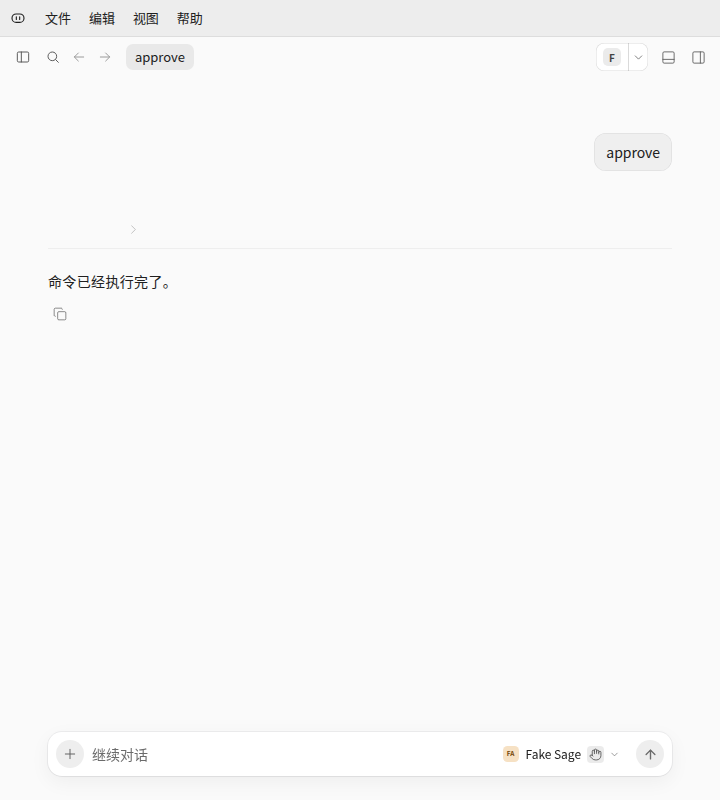 文件 编辑 视图 帮助
approve
F
approve
命令已经执行完了。
继续对话
FA Fake Sage